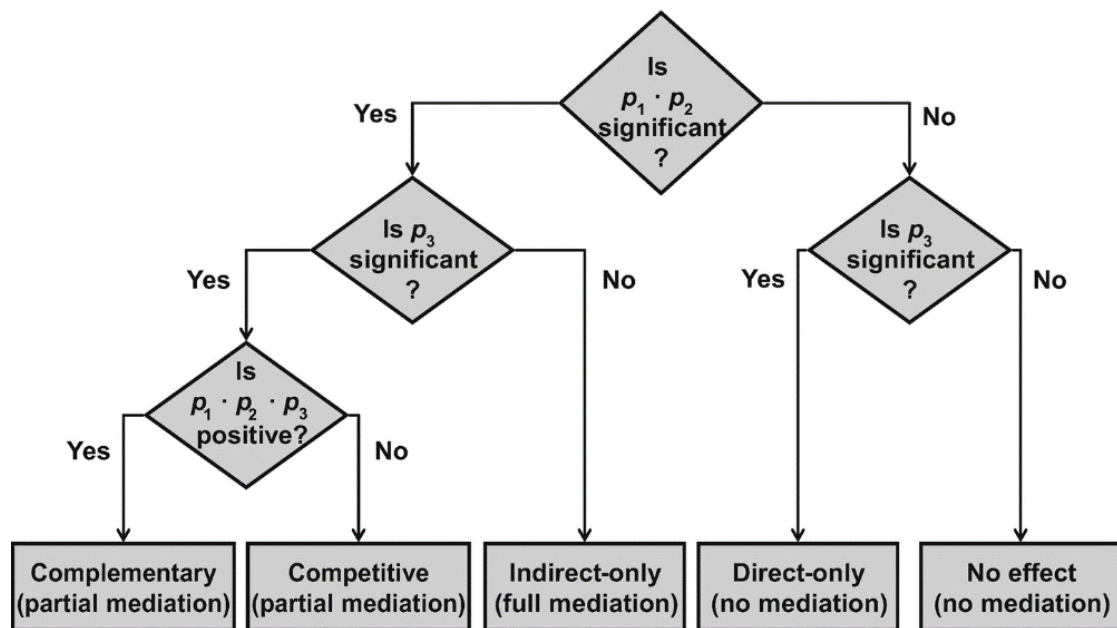 Is
p₁ · p₂
significant
?
Yes
No
Is p₃
significant
?
Yes
No
Is p₃
significant
?
Yes
No
Is
p₁ · p₂ · p₃
positive?
Yes
No
Complementary
(partial mediation)
Competitive
(partial mediation)
Indirect-only
(full mediation)
Direct-only
(no mediation)
No effect
(no mediation)